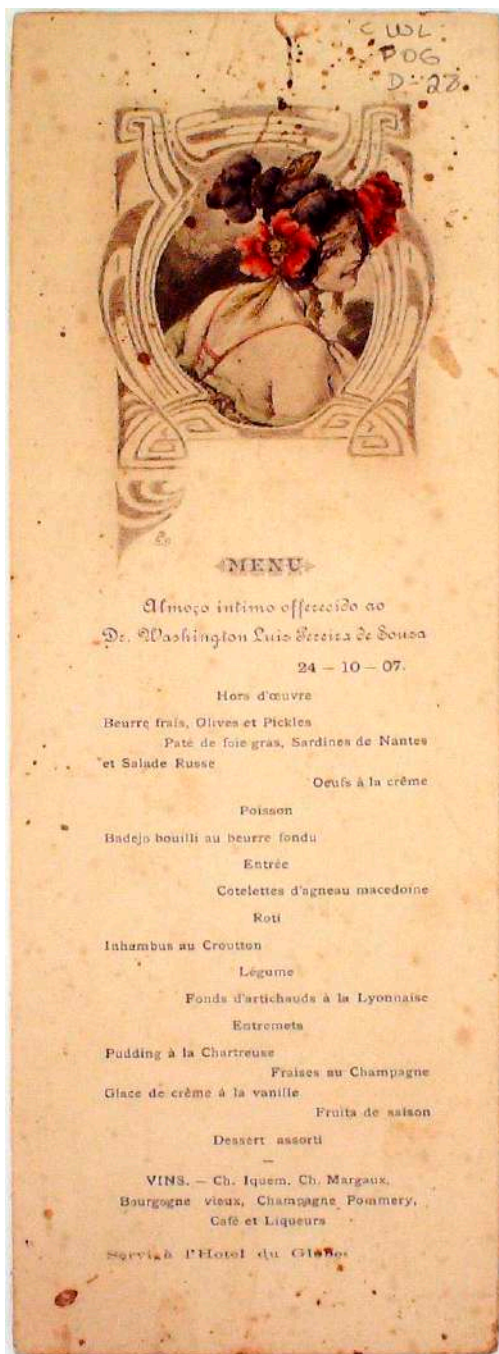 C WL
POG
D-28
MENU
Almoço intimo offerecido ao
Dr. Washington Luis Pereira de Sousa
24 – 10 – 07.
Hors d'œuvre
Beurre frais, Olives et Pickles
Paté de foie gras, Sardines de Nantes
et Salade Russe
Oeufs à la crême
Poisson
Badejo bouilli au beurre fondu
Entrée
Cotelettes d'agneau macedoine
Roti
Inhambus au Croutton
Légume
Fonds d'artichauds à la Lyonnaise
Entremets
Pudding à la Chartreuse
Fraises au Champagne
Glace de crême á la vanille
Fruits de saison
Dessert assorti
VINS. – Ch. Iquem, Ch. Margaux,
Bourgogne vieux, Champagne Pommery,
Café et Liqueurs
l'Hotel du